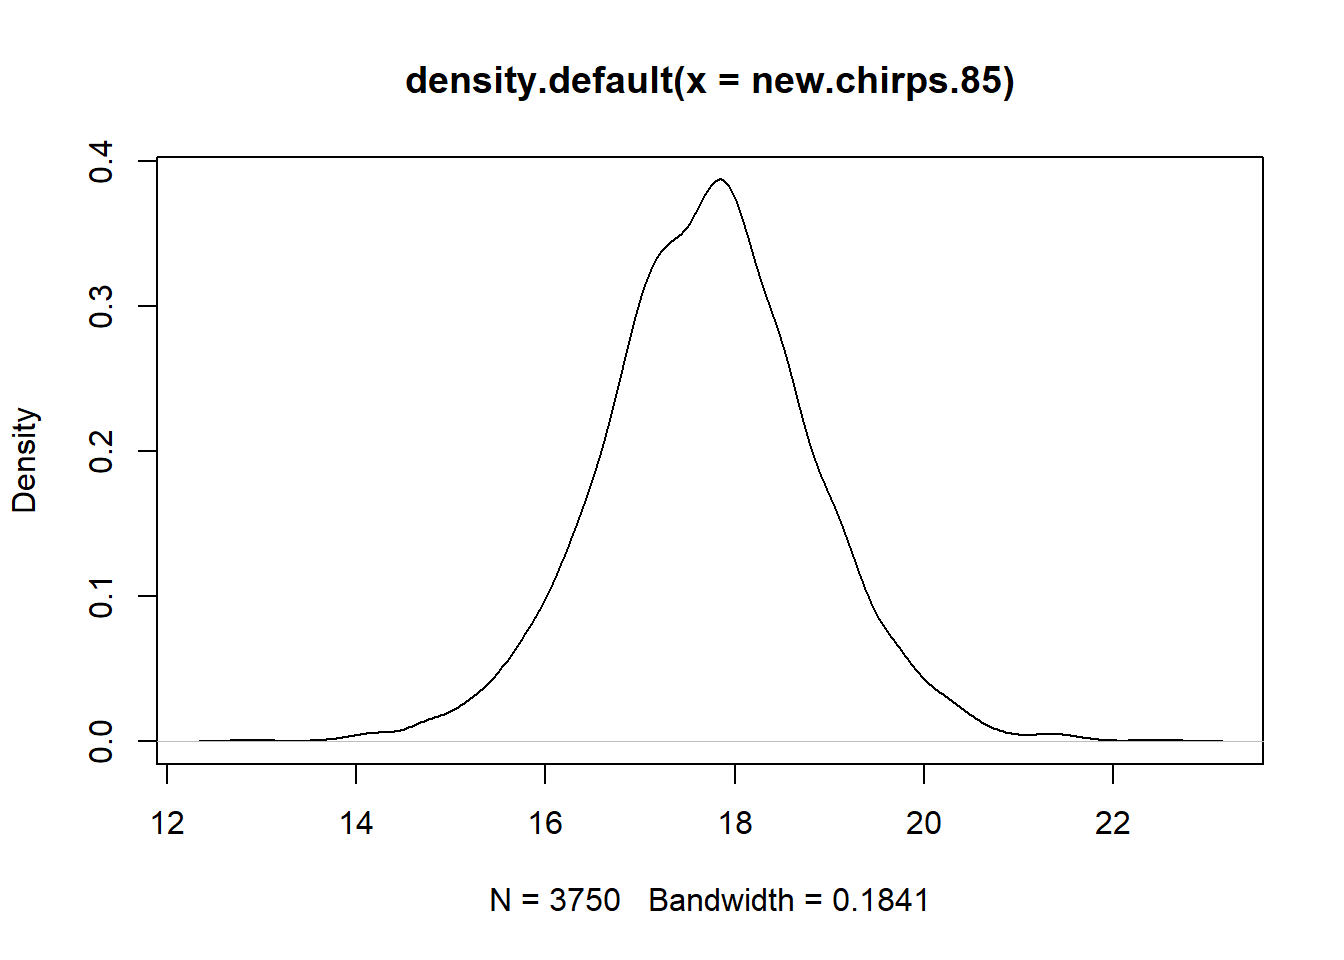 density.default(x = new.chirps.85)
Density
0.4
0.3
0.2
0.1
0.0
12 14 16 18 20 22
N = 3750   Bandwidth = 0.1841